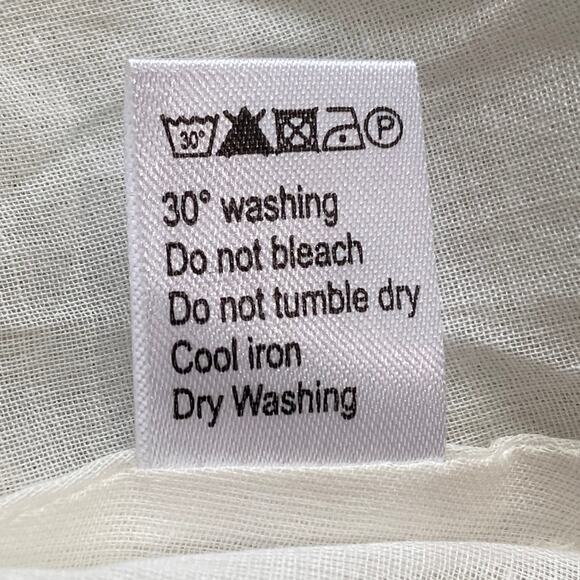 30° P
30° washing
Do not bleach
Do not tumble dry
Cool iron
Dry Washing